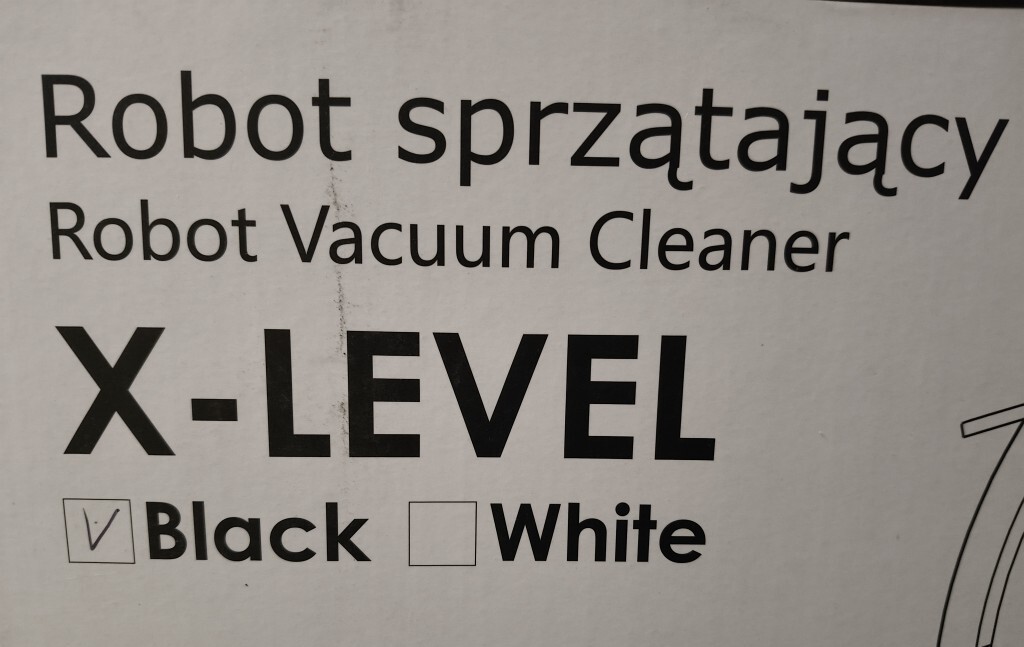 Robot sprzątający
Robot Vacuum Cleaner
X-LEVEL
Black White